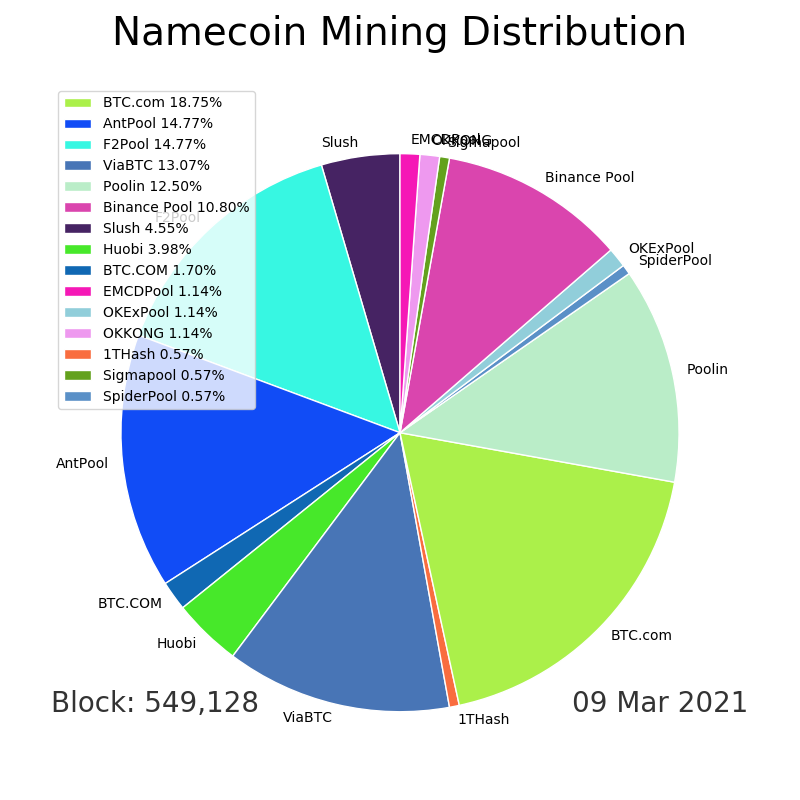 Namecoin Mining Distribution
BTC.com 18.75%
AntPool 14.77%
F2Pool 14.77%
ViaBTC 13.07%
Poolin 12.50%
Binance Pool 10.80%
Slush 4.55%
Huobi 3.98%
BTC.COM 1.70%
EMCDPool 1.14%
OKExPool 1.14%
OKKONG 1.14%
1THash 0.57%
Sigmapool 0.57%
SpiderPool 0.57%
Slush
EMCDPool
OKKONG
Sigmapool
Binance Pool
OKExPool
SpiderPool
F2Pool
Poolin
AntPool
BTC.COM
BTC.com
Huobi
ViaBTC
1THash
Block: 549,128
09 Mar 2021